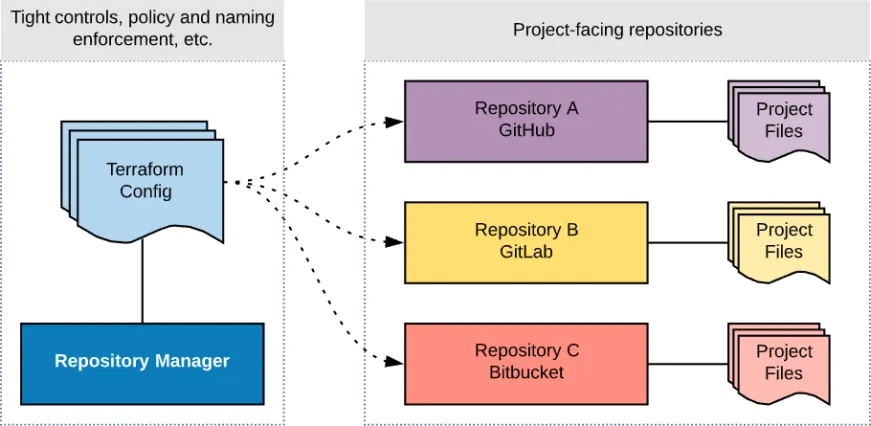 Tight controls, policy and naming
enforcement, etc.
Project-facing repositories
Terraform
Config
Repository Manager
Repository A
GitHub
Project
Files
Repository B
GitLab
Project
Files
Repository C
Bitbucket
Project
Files